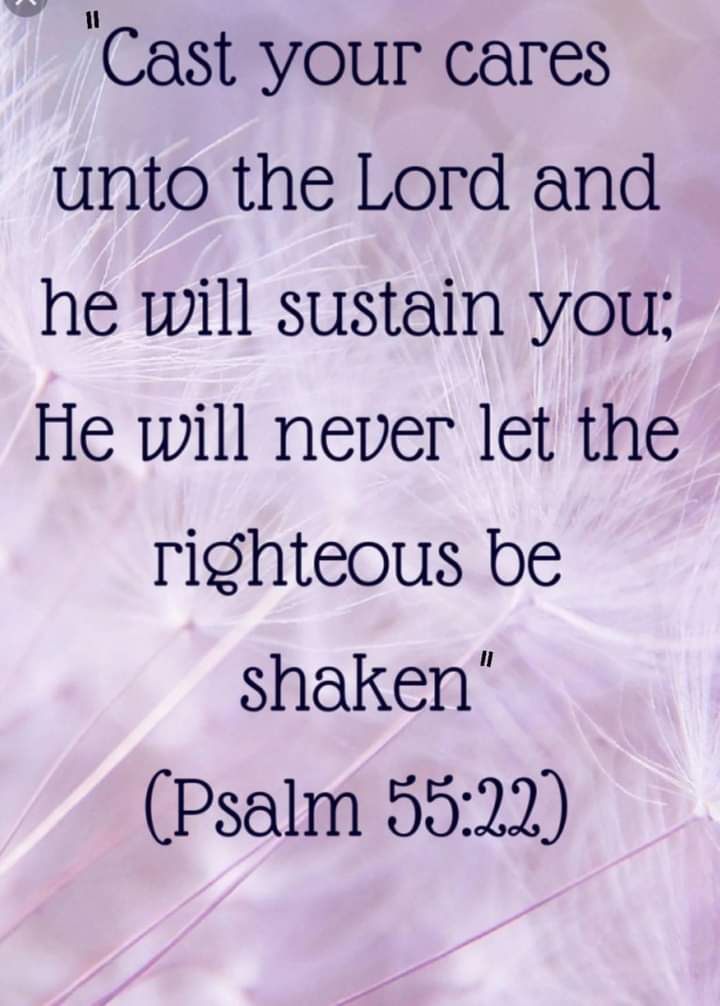 "Cast your cares
unto the Lord and
he will sustain you;
He will never let the
righteous be
shaken"
(Psalm 55:22)